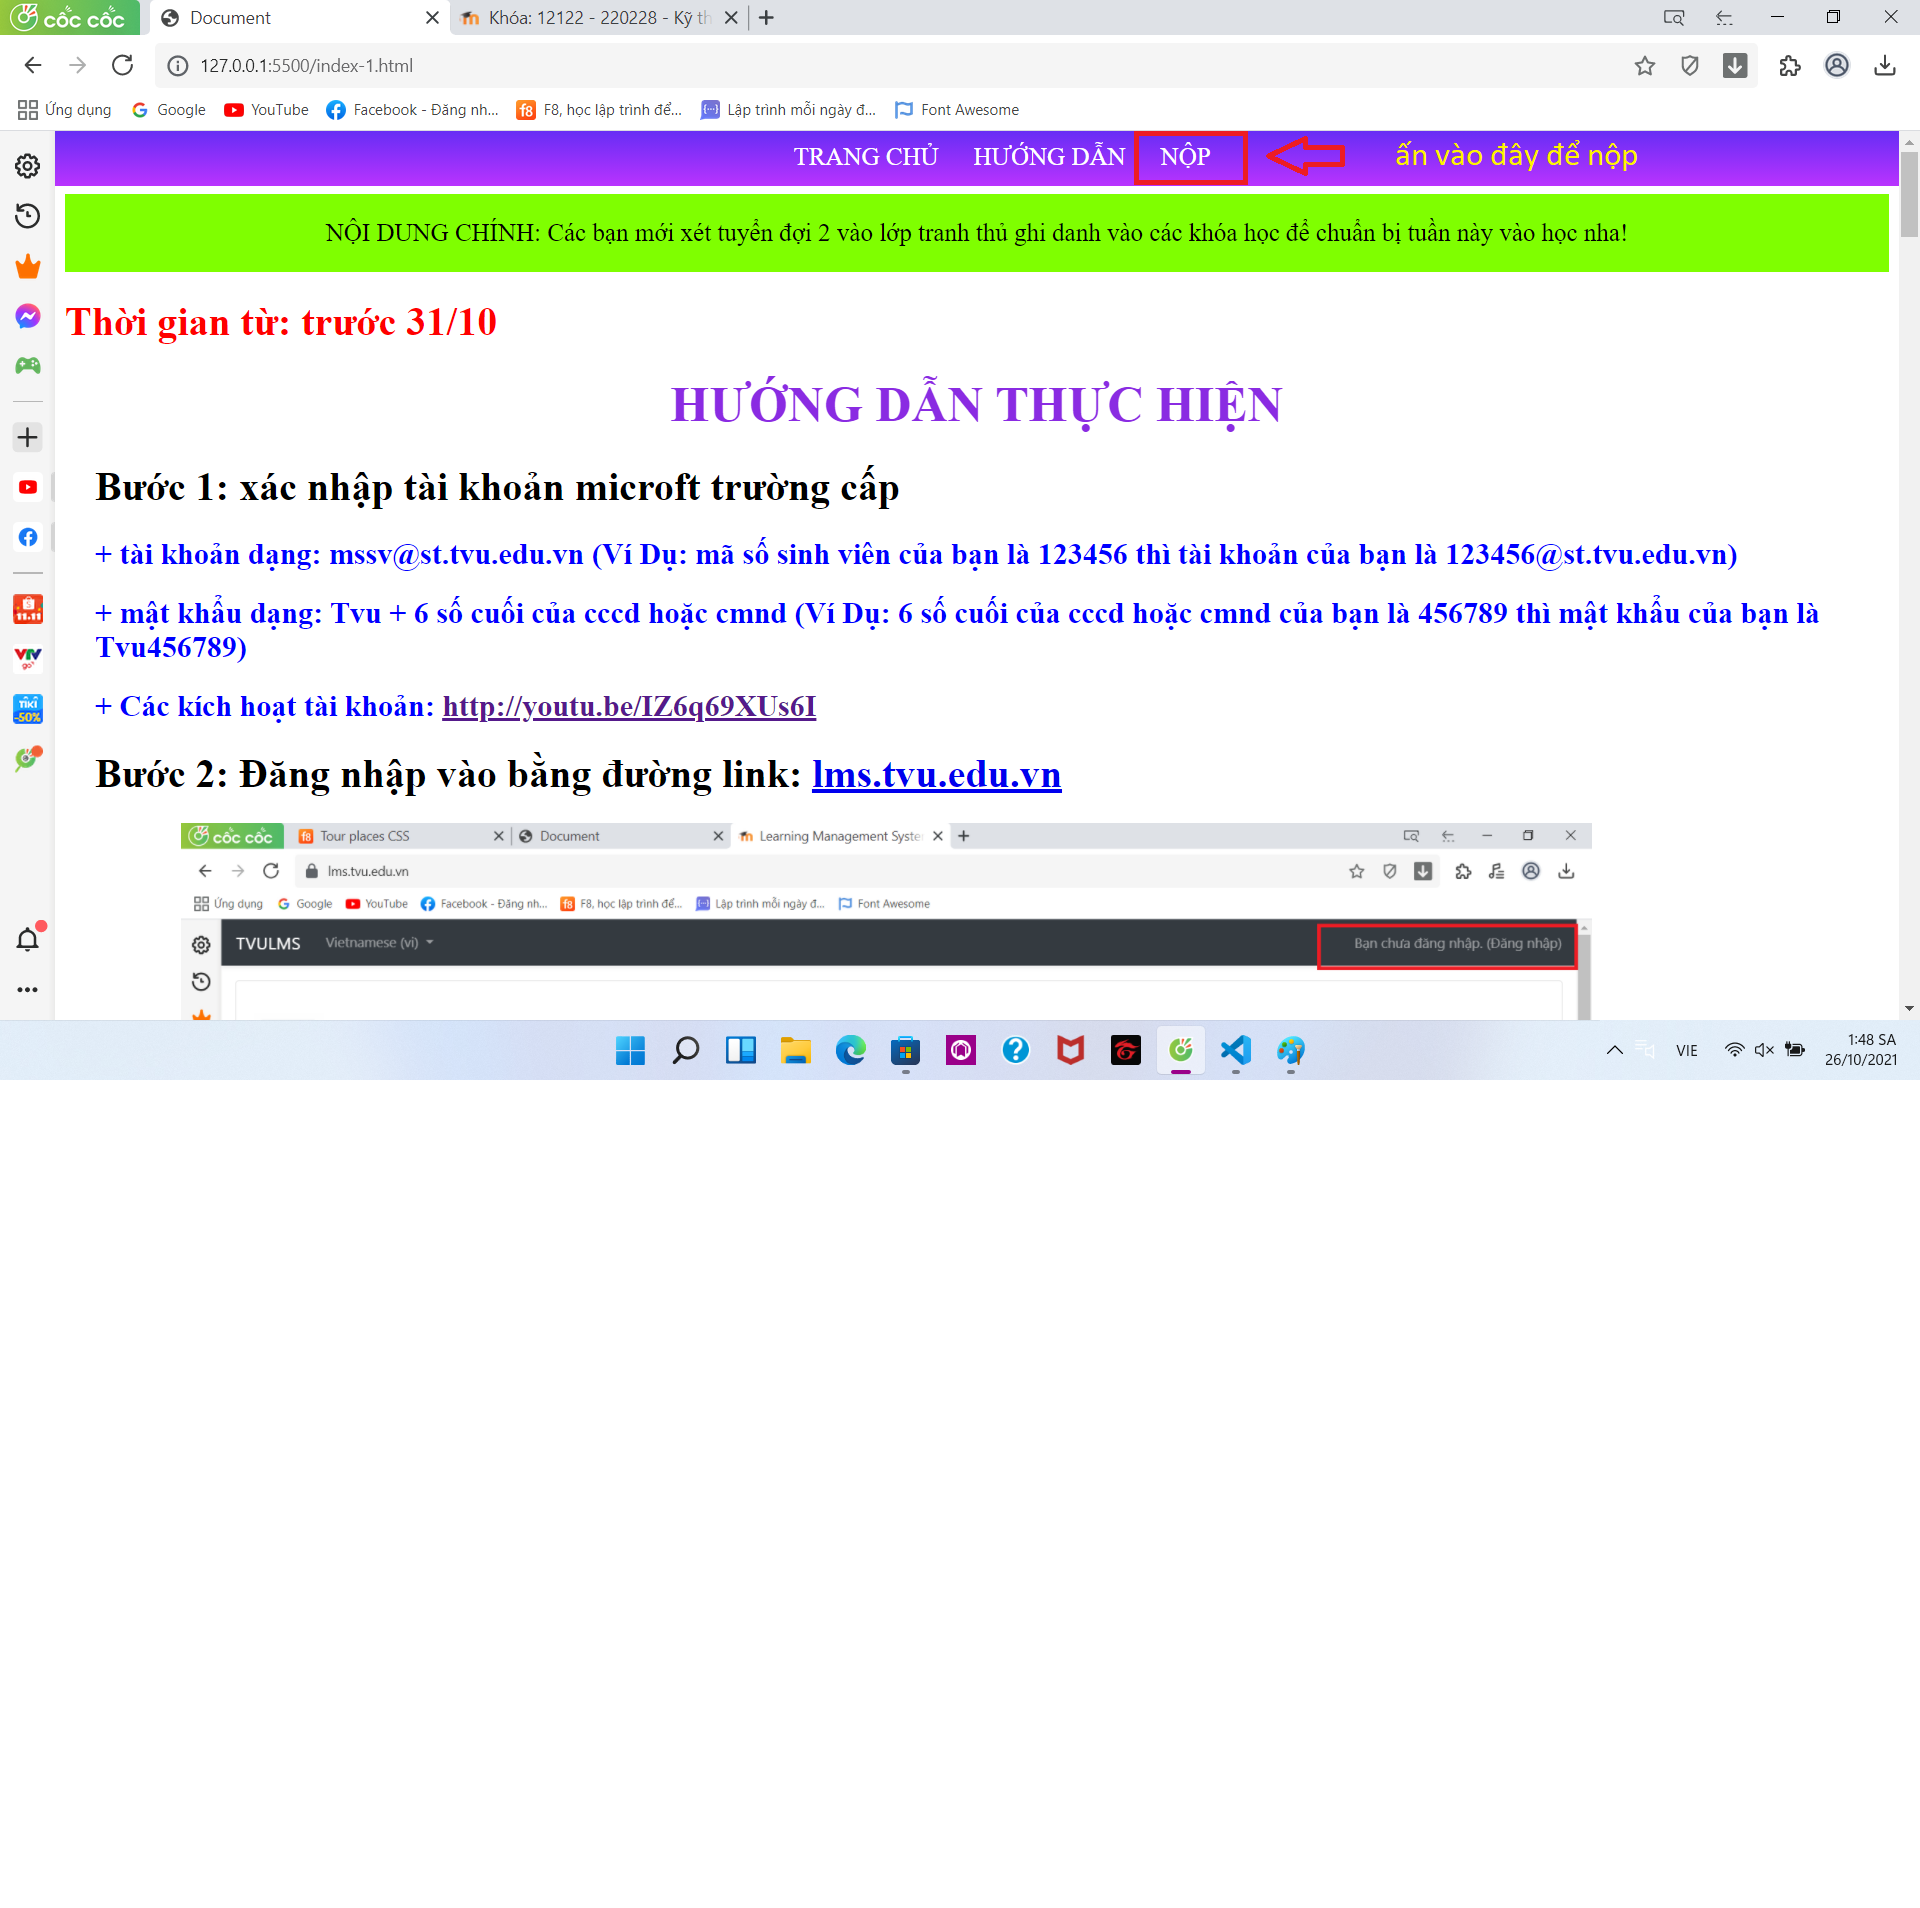 cốc cốc
Document
Khóa: 12122 - 220228 - Kỹ th
127.0.0.1:5500/index-1.html
Ứng dụng Google YouTube Facebook - Đăng nh... F8, học lập trình để... Lập trình mỗi ngày đ... Font Awesome
TRANG CHỦ HƯỚNG DẪN NỘP ấn vào đây để nộp
NỘI DUNG CHÍNH: Các bạn mới xét tuyển đợi 2 vào lớp tranh thủ ghi danh vào các khóa học để chuẩn bị tuần này vào học nha!
Thời gian từ: trước 31/10
HƯỚNG DẪN THỰC HIỆN
Bước 1: xác nhập tài khoản microft trường cấp
+ tài khoản dạng: mssv@st.tvu.edu.vn (Ví Dụ: mã số sinh viên của bạn là 123456 thì tài khoản của bạn là 123456@st.tvu.edu.vn)
+ mật khẩu dạng: Tvu + 6 số cuối của cccd hoặc cmnd (Ví Dụ: 6 số cuối của cccd hoặc cmnd của bạn là 456789 thì mật khẩu của bạn là
Tvu456789)
+ Các kích hoạt tài khoản: http://youtu.be/IZ6q69XUs6I
Bước 2: Đăng nhập vào bằng đường link: lms.tvu.edu.vn
cốc cốc Tour places CSS Document Learning Management Syste
lms.tvu.edu.vn
Ứng dụng Google YouTube Facebook - Đăng nh... F8, học lập trình để... Lập trình mỗi ngày đ... Font Awesome
TVULMS Vietnamese (vi) Bạn chưa đăng nhập. (Đăng nhập)
11.11
VTV
go
TIKI
-50%
VIE
1:48 SA
26/10/2021